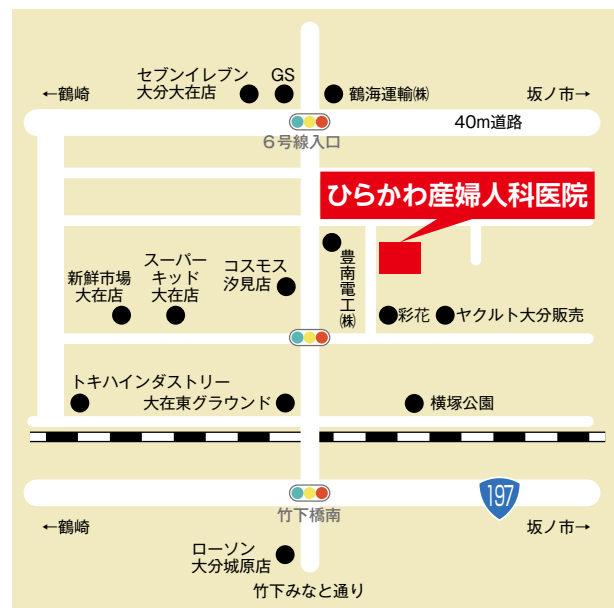 セブンイレブン
大分大在店
GS
←鶴崎
鶴海運輸㈱
坂ノ市→
40m道路
6号線入口
ひらかわ産婦人科医院
豊南電工㈱
コスモス
汐見店
スーパー
キッド
大在店
新鮮市場
大在店
彩花
ヤクルト大分販売
トキハインダストリー
大在東グラウンド
横塚公園
197
竹下橋南
←鶴崎
坂ノ市→
ローソン
大分城原店
竹下みなと通り